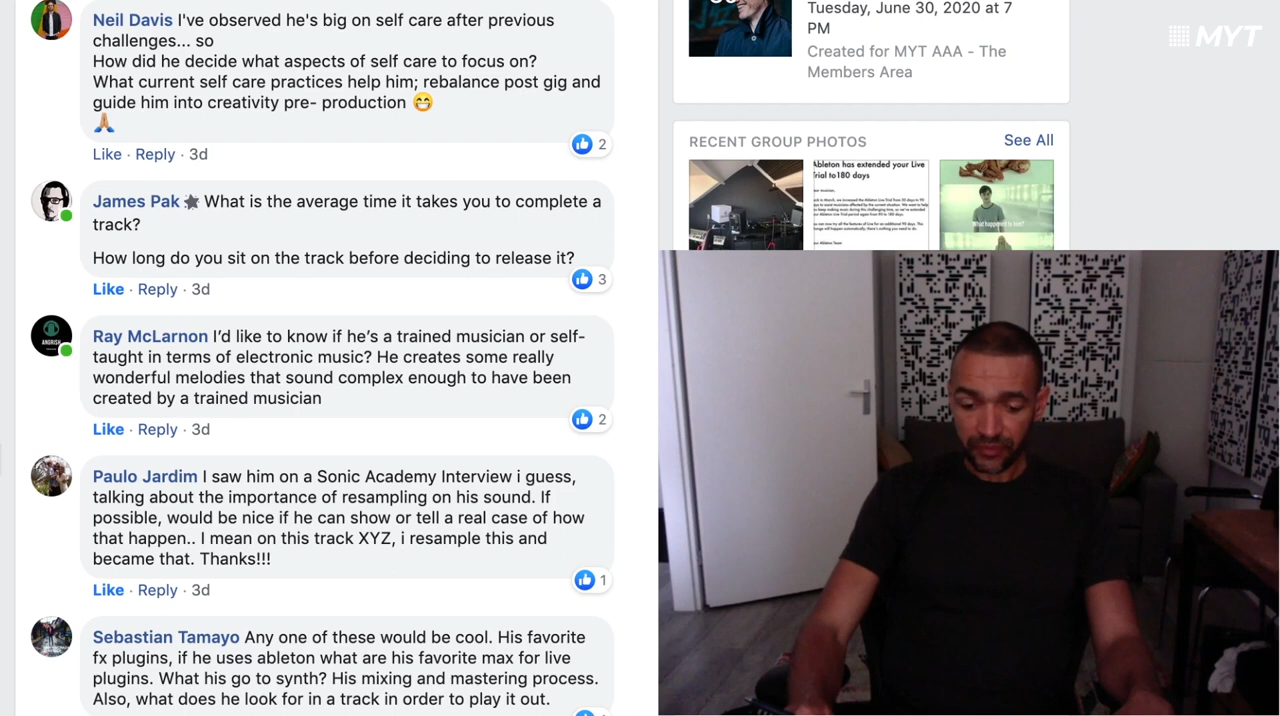 Neil Davis I've observed he's big on self care after previous
challenges... so
How did he decide what aspects of self care to focus on?
What current self care practices help him; rebalance post gig and
guide him into creativity pre- production 😁
🙏
2
Like · Reply · 3d
James Pak What is the average time it takes you to complete a
track?
How long do you sit on the track before deciding to release it?
3
Like · Reply · 3d
Ray McLarnon I'd like to know if he's a trained musician or self-
taught in terms of electronic music? He creates some really
wonderful melodies that sound complex enough to have been
created by a trained musician
2
Like · Reply · 3d
Paulo Jardim I saw him on a Sonic Academy Interview i guess,
talking about the importance of resampling on his sound. If
possible, would be nice if he can show or tell a real case of how
that happen.. I mean on this track XYZ, i resample this and
became that. Thanks!!!
1
Like · Reply · 3d
Sebastian Tamayo Any one of these would be cool. His favorite
fx plugins, if he uses ableton what are his favorite max for live
plugins. What his go to synth? His mixing and mastering process.
Also, what does he look for in a track in order to play it out.
Tuesday, June 30, 2020 at 7
PM
Created for MYT AAA - The
Members Area
MYT
RECENT GROUP PHOTOS
See All
Ableton has extended your Live
Trial to180 days
What happened to him?